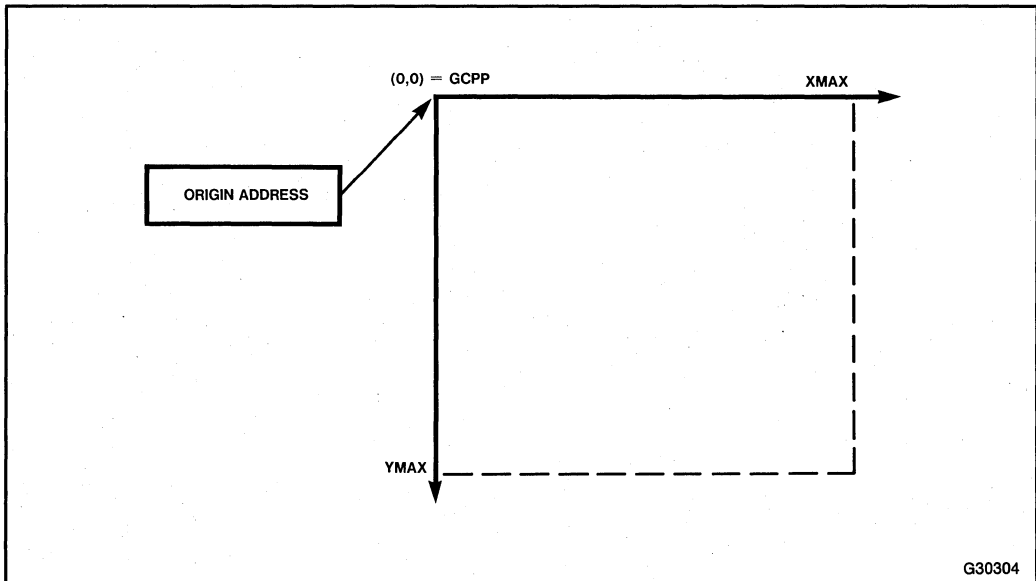 (0,0) = GCPP
XMAX
ORIGIN ADDRESS
YMAX
G30304